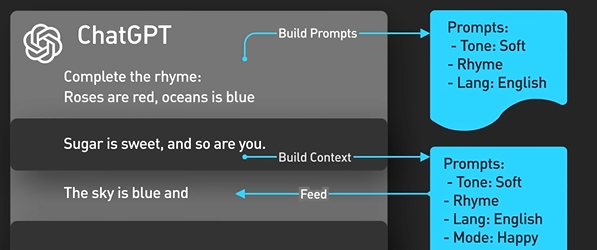 ChatGPT
Complete the rhyme:
Roses are red, oceans is blue
Build Prompts
Prompts:
- Tone: Soft
- Rhyme
- Lang: English
Sugar is sweet, and so are you.
Build Context
The sky is blue and
Feed
Prompts:
- Tone: Soft
- Rhyme
- Lang: English
- Mode: Happy